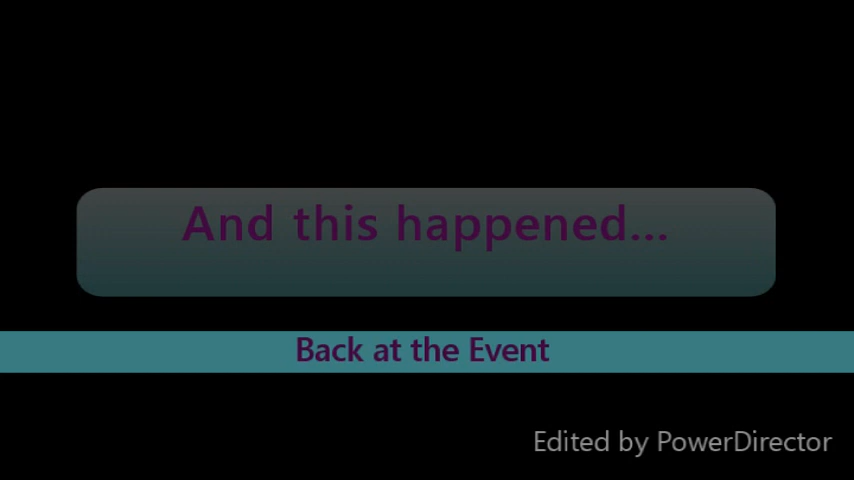 And this happened...
Back at the Event
Edited by PowerDirector